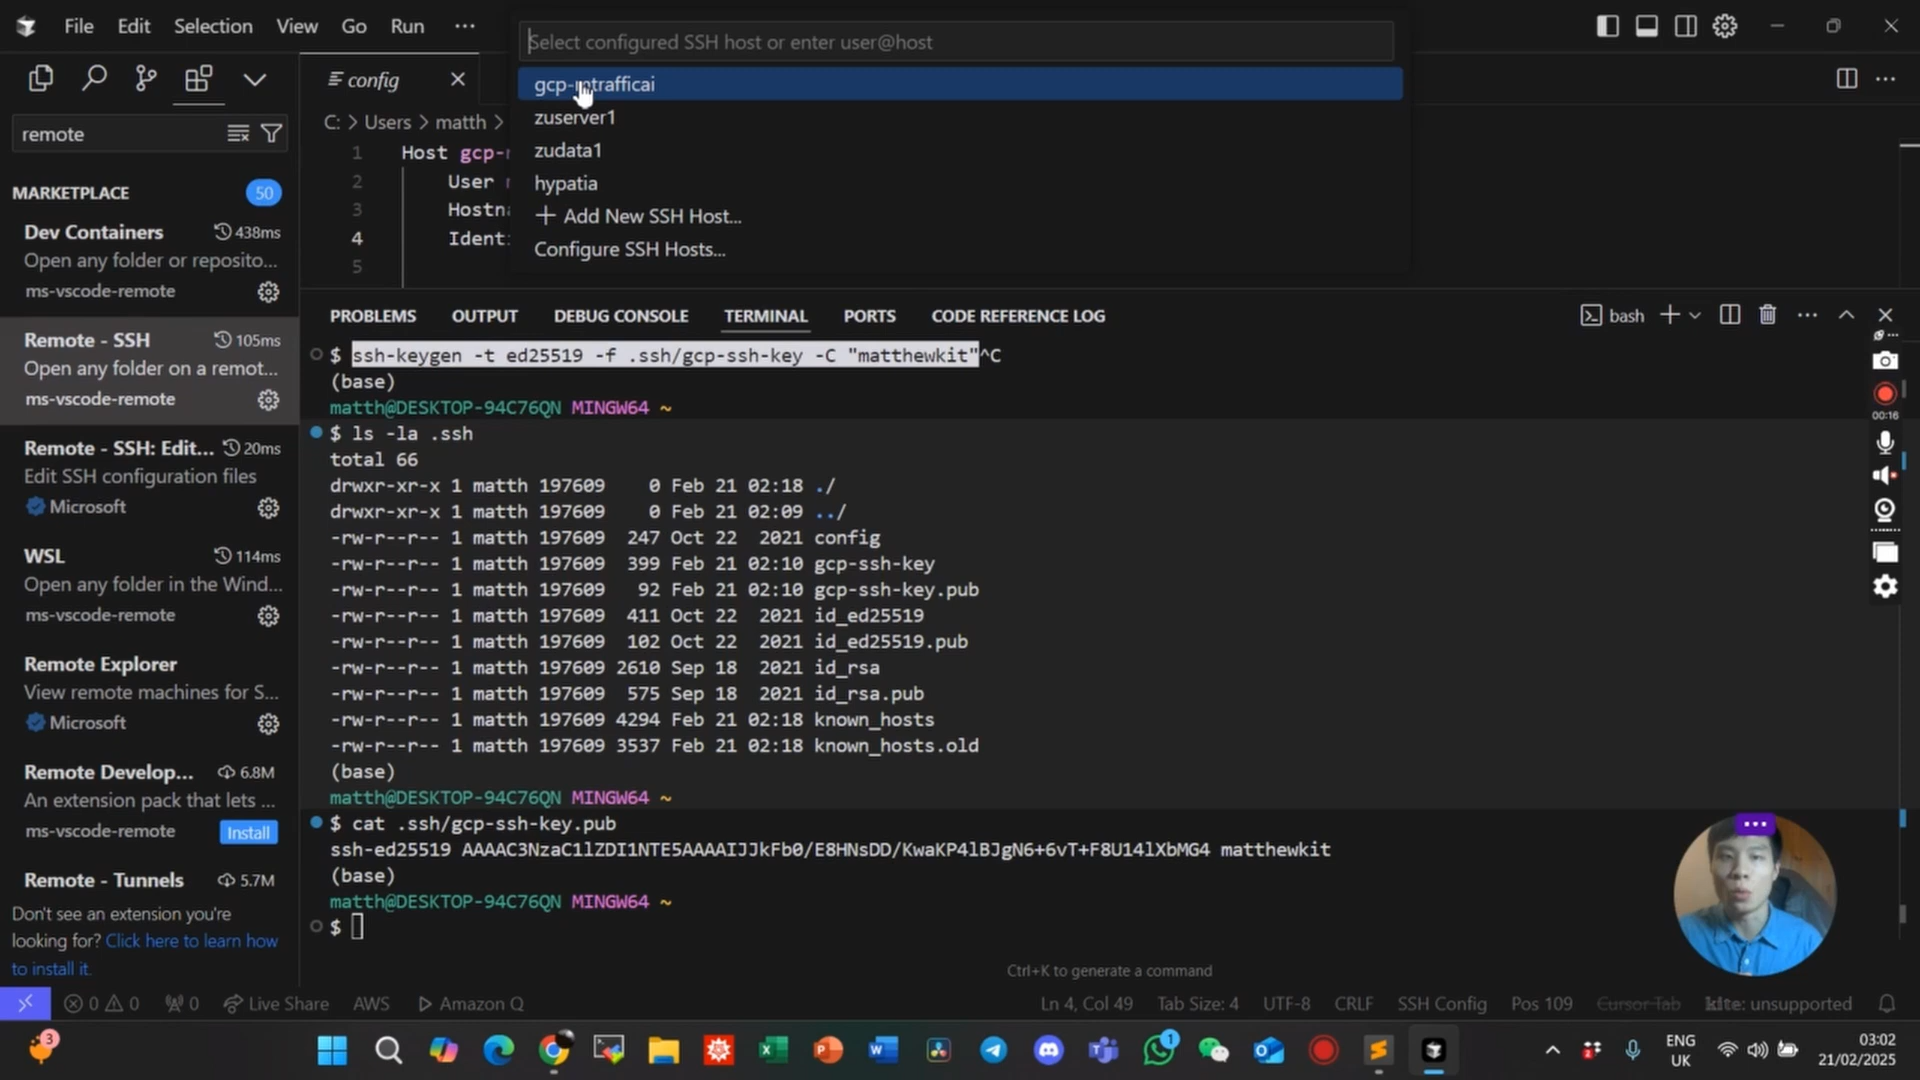 File Edit Selection View Go Run ...
Select configured SSH host or enter user@host
gcp-mtrafficai
zuserver1
zudata1
hypatia
+ Add New SSH Host...
Configure SSH Hosts...
config
C: > Users > matth >
1 Host gcp-
2 User
3 Hostn
4 Identi
5
remote
MARKETPLACE 50
Dev Containers 438ms
Open any folder or reposito...
ms-vscode-remote
Remote - SSH 105ms
Open any folder on a remot...
ms-vscode-remote
Remote - SSH: Edit... 20ms
Edit SSH configuration files
Microsoft
WSL 114ms
Open any folder in the Wind...
ms-vscode-remote
Remote Explorer
View remote machines for S...
Microsoft
Remote Develop... 6.8M
An extension pack that lets ...
ms-vscode-remote Install
Remote - Tunnels 5.7M
Don't see an extension you're
looking for? Click here to learn how
to install it.
PROBLEMS OUTPUT DEBUG CONSOLE TERMINAL PORTS CODE REFERENCE LOG
bash
$ ssh-keygen -t ed25519 -f .ssh/gcp-ssh-key -C "matthewkit"^C
(base)
matth@DESKTOP-94C76QN MINGW64 ~
$ ls -la .ssh
total 66
drwxr-xr-x 1 matth 197609 0 Feb 21 02:18 ./
drwxr-xr-x 1 matth 197609 0 Feb 21 02:09 ../
-rw-r--r-- 1 matth 197609 247 Oct 22 2021 config
-rw-r--r-- 1 matth 197609 399 Feb 21 02:10 gcp-ssh-key
-rw-r--r-- 1 matth 197609 92 Feb 21 02:10 gcp-ssh-key.pub
-rw-r--r-- 1 matth 197609 411 Oct 22 2021 id_ed25519
-rw-r--r-- 1 matth 197609 102 Oct 22 2021 id_ed25519.pub
-rw-r--r-- 1 matth 197609 2610 Sep 18 2021 id_rsa
-rw-r--r-- 1 matth 197609 575 Sep 18 2021 id_rsa.pub
-rw-r--r-- 1 matth 197609 4294 Feb 21 02:18 known_hosts
-rw-r--r-- 1 matth 197609 3537 Feb 21 02:18 known_hosts.old
(base)
matth@DESKTOP-94C76QN MINGW64 ~
$ cat .ssh/gcp-ssh-key.pub
ssh-ed25519 AAAAC3NzaC1lZDI1NTE5AAAAIJJkFb0/E8HNsDD/KwaKP4lBJgN6+6vT+F8U14lXbMG4 matthewkit
(base)
matth@DESKTOP-94C76QN MINGW64 ~
$
Ctrl+K to generate a command
00:16
0 0 0 Live Share AWS Amazon Q
Ln 4, Col 49 Tab Size: 4 UTF-8 CRLF SSH Config Pos 109 Cursor Tab kite: unsupported
3
1
2
ENG
UK
03:02
21/02/2025